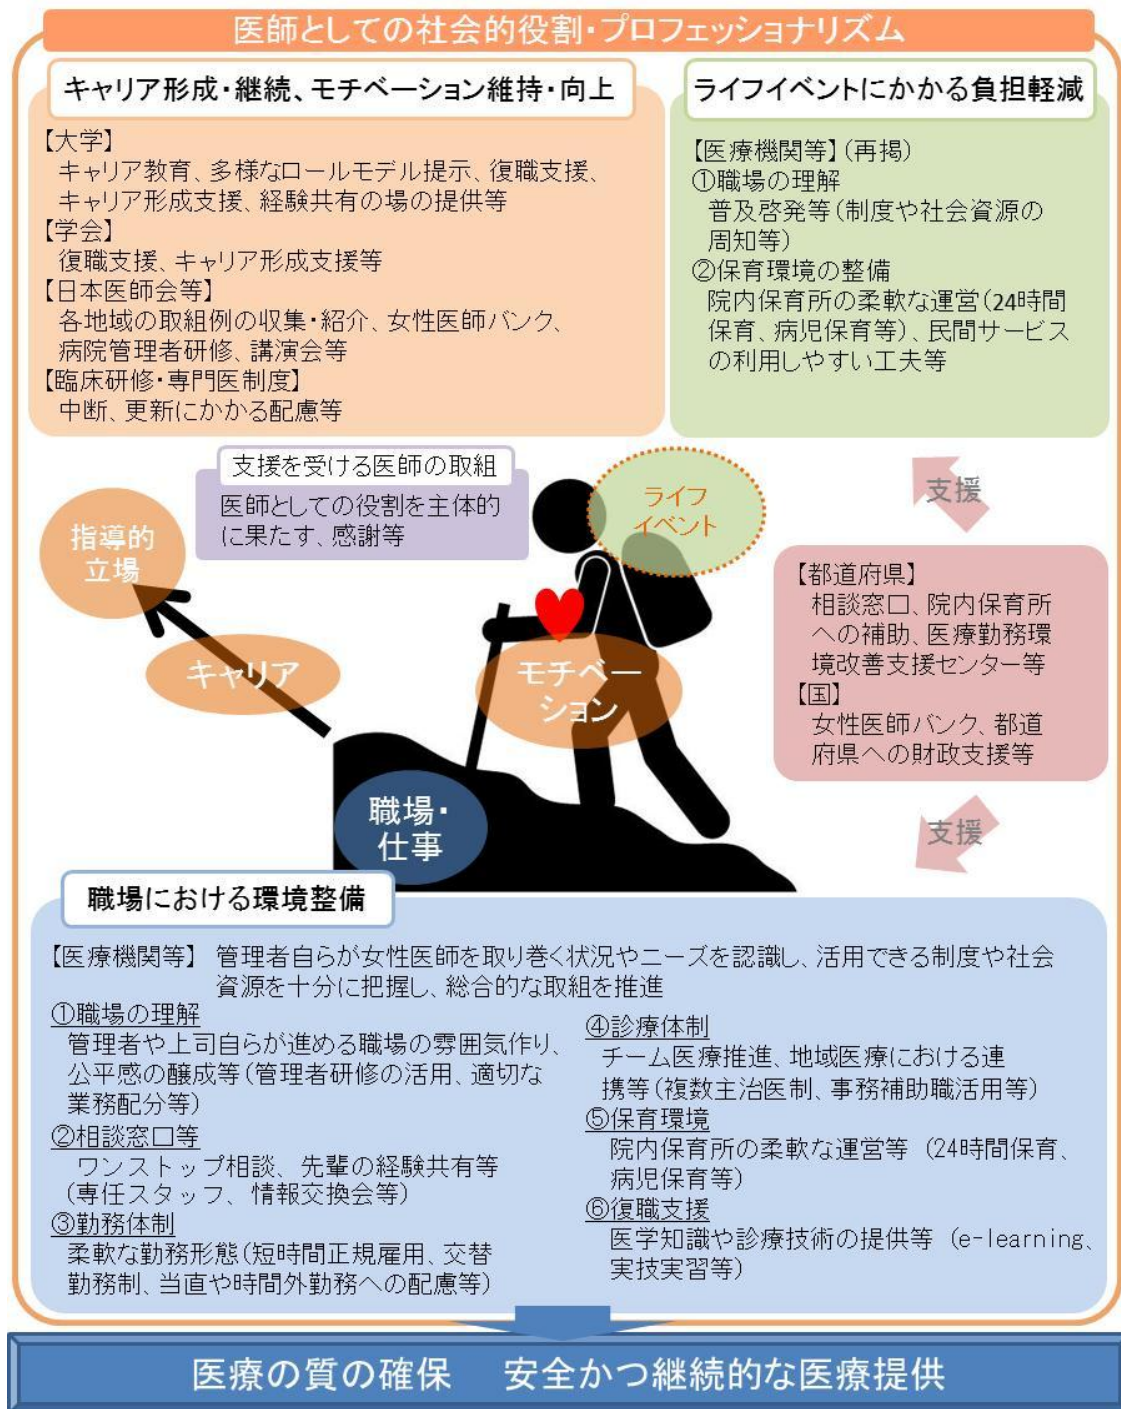 医師としての社会的役割・プロフェッショナリズム
キャリア形成・継続、モチベーション維持・向上
【大学】
キャリア教育、多様なロールモデル提示、復職支援、
キャリア形成支援、経験共有の場の提供等
【学会】
復職支援、キャリア形成支援等
【日本医師会等】
各地域の取組例の収集・紹介、女性医師バンク、
病院管理者研修、講演会等
【臨床研修・専門医制度】
中断、更新にかかる配慮等
ライフイベントにかかる負担軽減
【医療機関等】（再掲）
①職場の理解
普及啓発等（制度や社会資源の
周知等）
②保育環境の整備
院内保育所の柔軟な運営（24時間
保育、病児保育等）、民間サービス
の利用しやすい工夫等
支援を受ける医師の取組
医師としての役割を主体的
に果たす、感謝等
ライフ
イベント
支援
指導的
立場
キャリア
モチベー
ション
職場・
仕事
【都道府県】
相談窓口、院内保育所
への補助、医療勤務環
境改善支援センター等
【国】
女性医師バンク、都道
府県への財政支援等
支援
職場における環境整備
【医療機関等】 管理者自らが女性医師を取り巻く状況やニーズを認識し、活用できる制度や社会
資源を十分に把握し、総合的な取組を推進
①職場の理解
管理者や上司自らが進める職場の雰囲気作り、
公平感の醸成等（管理者研修の活用、適切な
業務配分等）
②相談窓口等
ワンストップ相談、先輩の経験共有等
（専任スタッフ、情報交換会等）
③勤務体制
柔軟な勤務形態（短時間正規雇用、交替
勤務制、当直や時間外勤務への配慮等）
④診療体制
チーム医療推進、地域医療における連
携等（複数主治医制、事務補助職活用等）
⑤保育環境
院内保育所の柔軟な運営等 （24時間保育、
病児保育等）
⑥復職支援
医学知識や診療技術の提供等 （e-learning、
実技実習等）
医療の質の確保 安全かつ継続的な医療提供